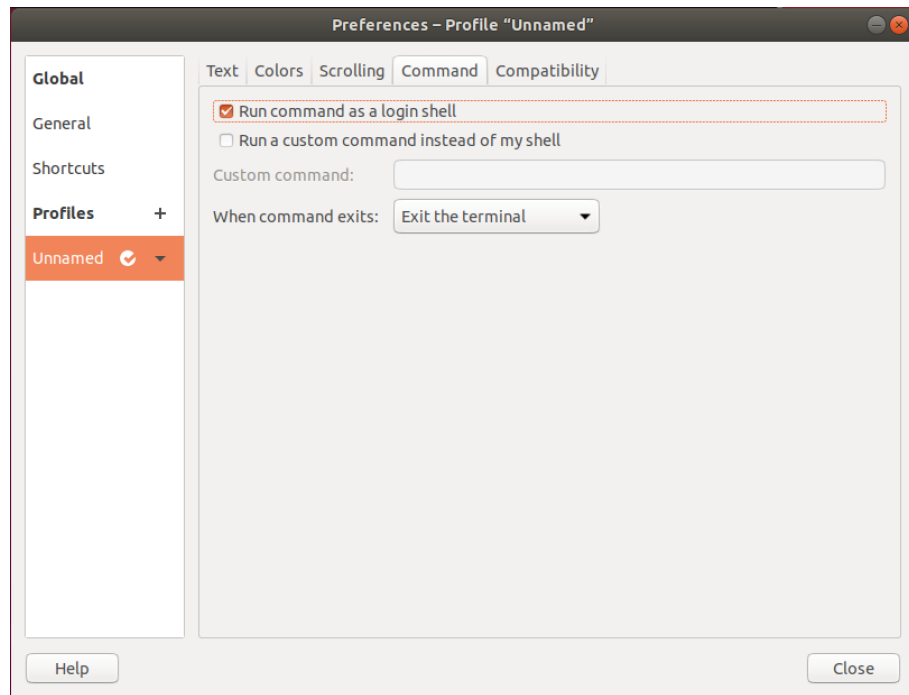 Preferences – Profile “Unnamed”
Global
General
Shortcuts
Profiles +
Unnamed
Text Colors Scrolling Command Compatibility
Run command as a login shell
Run a custom command instead of my shell
Custom command:
When command exits: Exit the terminal
Help
Close